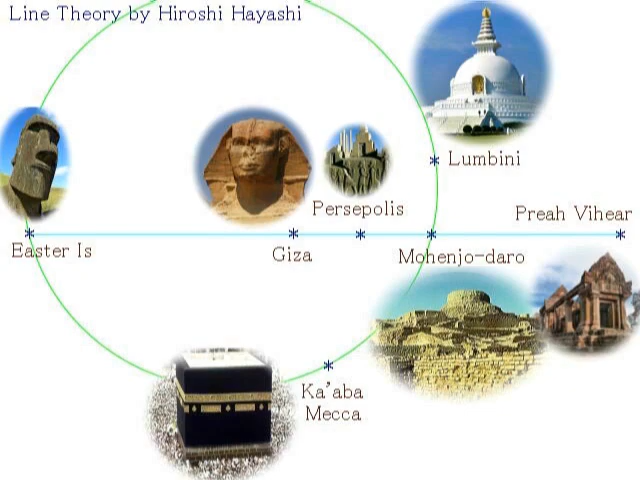 Line Theory by Hiroshi Hayashi
Lumbini
Persepolis
Preah Vihear
Easter Is
Giza
Mohenjo-daro
Ka'aba
Mecca